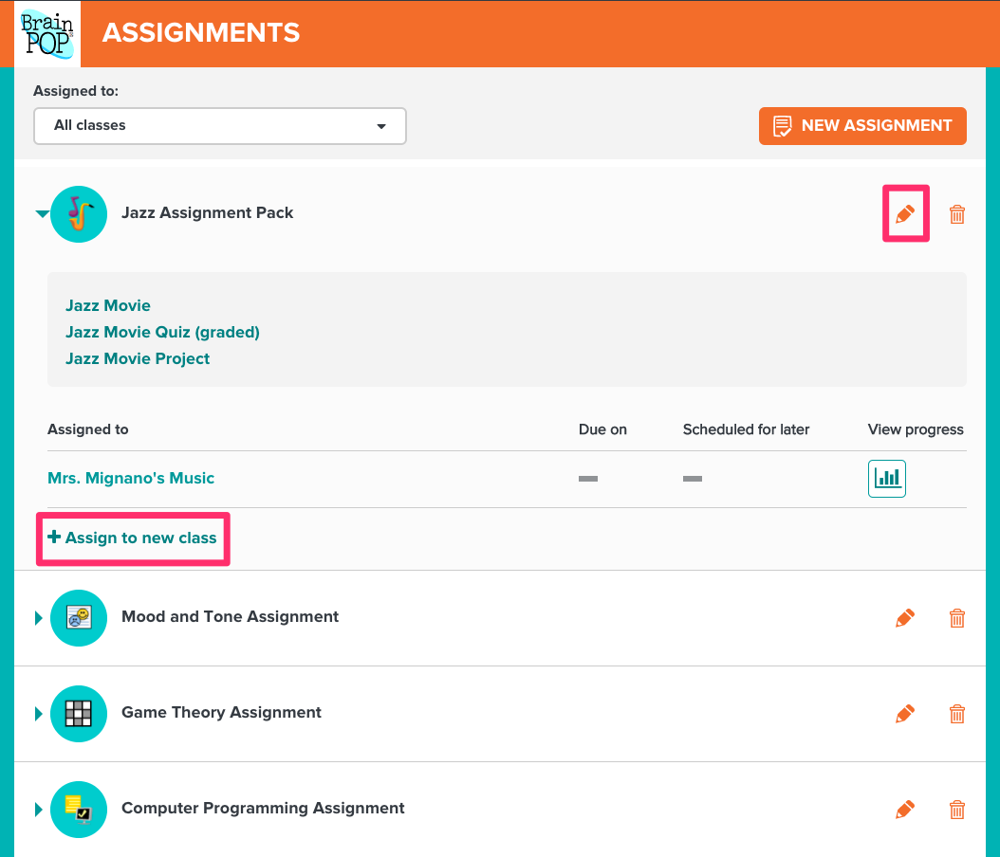 Brain
POP
ASSIGNMENTS
Assigned to:
All classes
NEW ASSIGNMENT
Jazz Assignment Pack
Jazz Movie
Jazz Movie Quiz (graded)
Jazz Movie Project
Assigned to Due on Scheduled for later View progress
Mrs. Mignano's Music
+ Assign to new class
Mood and Tone Assignment
Game Theory Assignment
Computer Programming Assignment